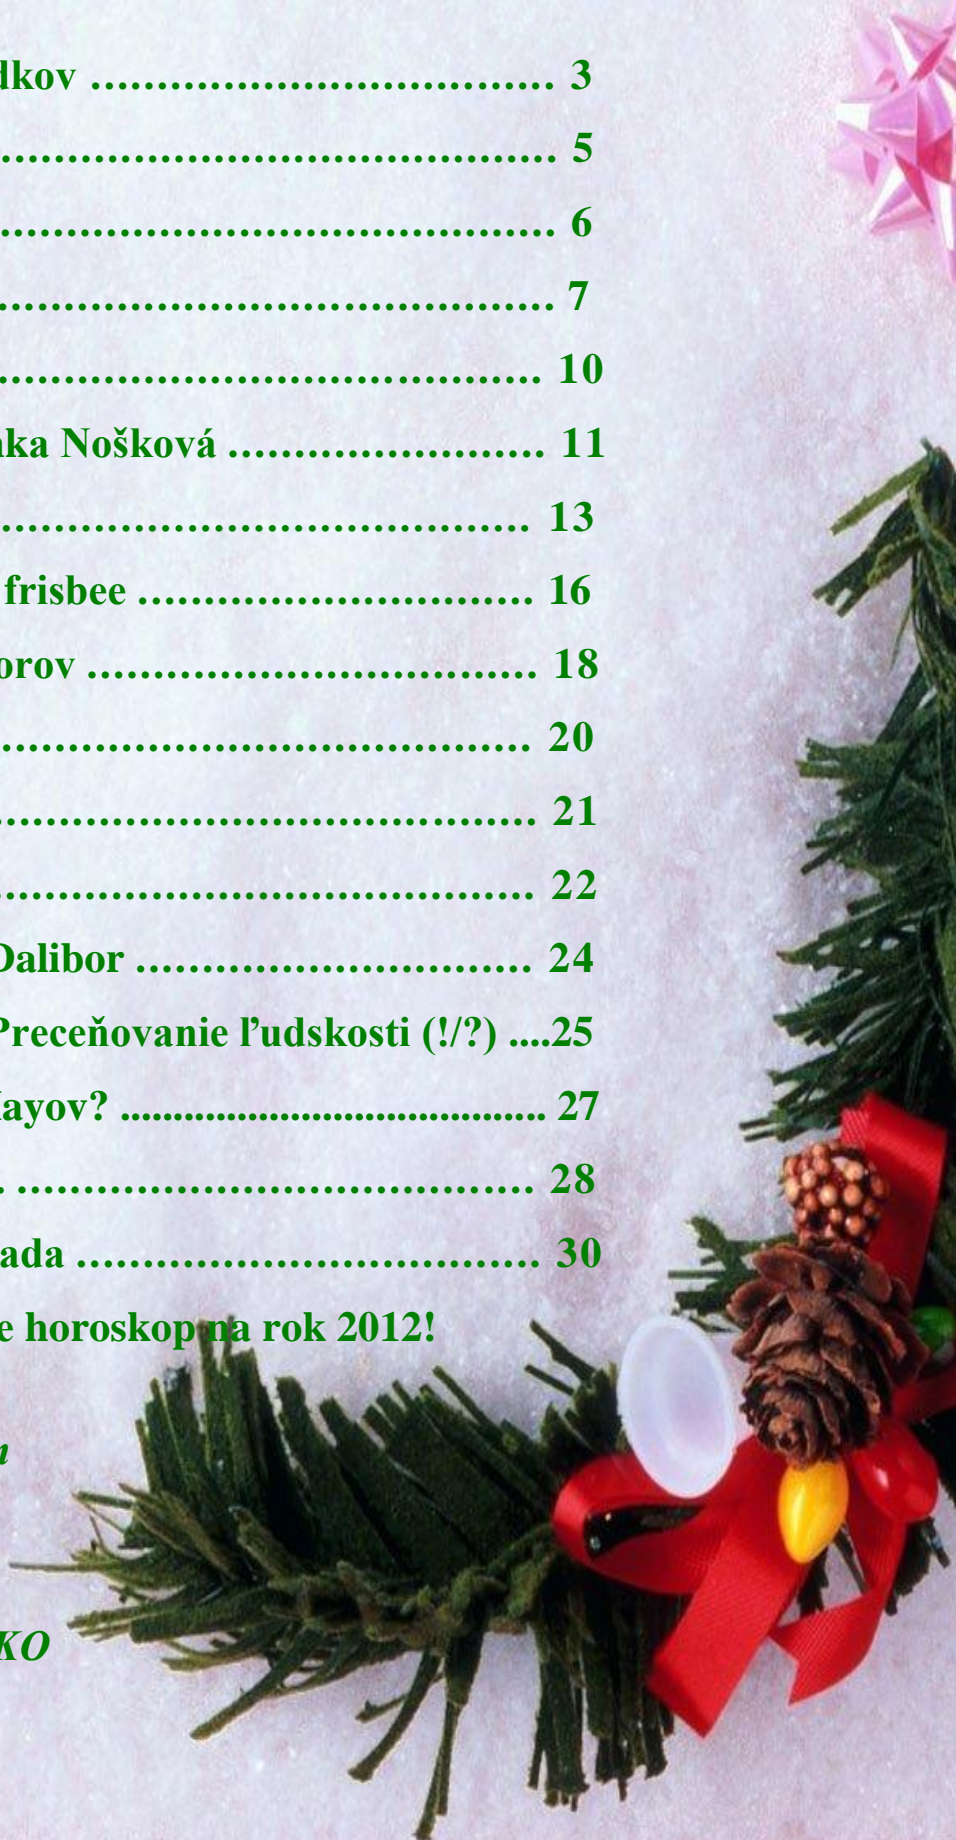 dkov ………………………….… 3
…………………………………… 5
…………………………………… 6
…………………………………… 7
…………………………………… 10
nka Nošková …………………… 11
…………………………………… 13
frisbee ………………………… 16
orov …………………………… 18
…………………………………… 20
…………………………………… 21
…………………………………… 22
Dalibor ………………………… 24
Preceňovanie ľudskosti (!/?) ....25
Mayov? ........................................ 27
. ………………………………… 28
ada …………………………… 30
e horoskop na rok 2012!
n
KO